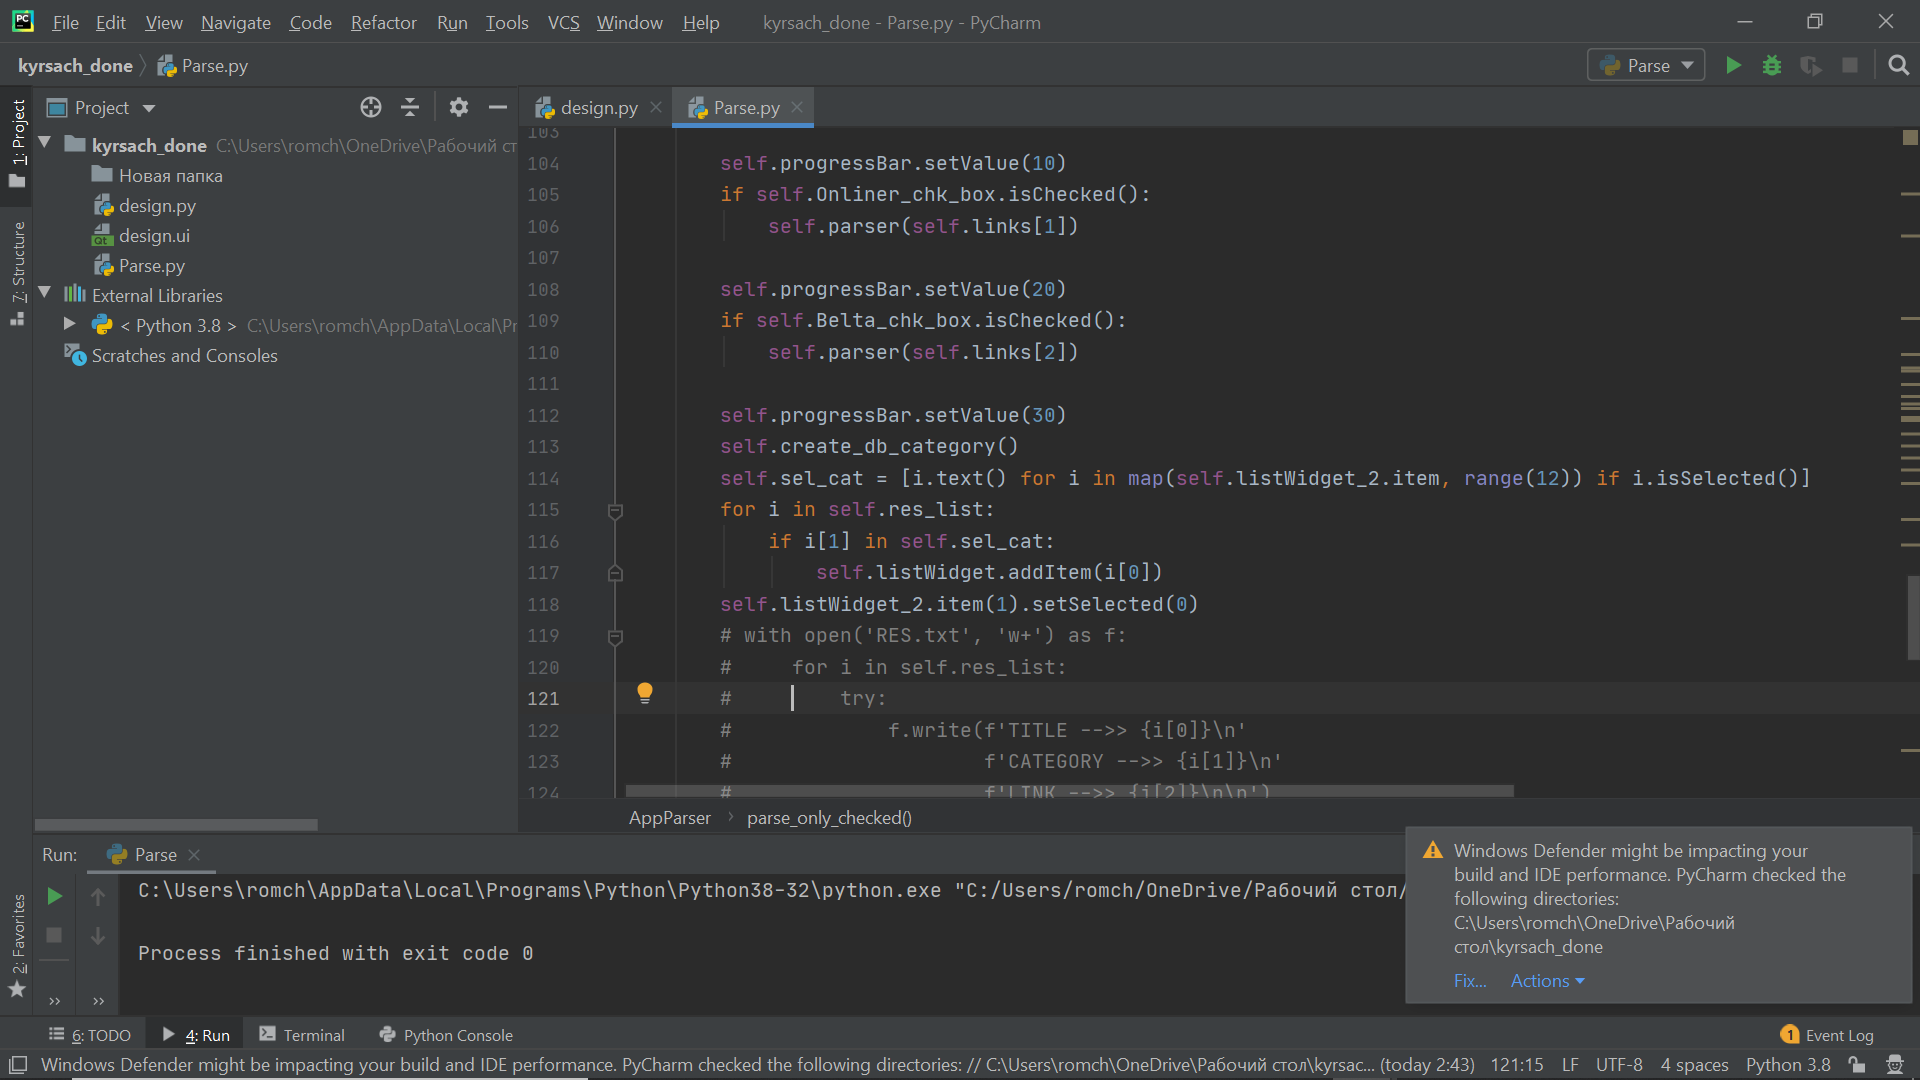 PC File Edit View Navigate Code Refactor Run Tools VCS Window Help kyrsach_done - Parse.py - PyCharm
kyrsach_done Parse.py Parse
1: Project
7: Structure
2: Favorites
Project
kyrsach_done C:\Users\romch\OneDrive\Рабочий ст
Новая папка
design.py
design.ui
Parse.py
External Libraries
< Python 3.8 > C:\Users\romch\AppData\Local\Pr
Scratches and Consoles
design.py Parse.py
103
104 self.progressBar.setValue(10)
105 if self.Onliner_chk_box.isChecked():
106 self.parser(self.links[1])
107
108 self.progressBar.setValue(20)
109 if self.Belta_chk_box.isChecked():
110 self.parser(self.links[2])
111
112 self.progressBar.setValue(30)
113 self.create_db_category()
114 self.sel_cat = [i.text() for i in map(self.listWidget_2.item, range(12)) if i.isSelected()]
115 for i in self.res_list:
116 if i[1] in self.sel_cat:
117 self.listWidget.addItem(i[0])
118 self.listWidget_2.item(1).setSelected(0)
119 # with open('RES.txt', 'w+') as f:
120 # for i in self.res_list:
121 # try:
122 # f.write(f'TITLE -->> {i[0]}\n'
123 # f'CATEGORY -->> {i[1]}\n'
124 # f'LINK -->> {i[2]}\n\n')
AppParser parse_only_checked()
Run: Parse
C:\Users\romch\AppData\Local\Programs\Python\Python38-32\python.exe "C:/Users/romch/OneDrive/Рабочий стол/
Process finished with exit code 0
Windows Defender might be impacting your
build and IDE performance. PyCharm checked the
following directories:
C:\Users\romch\OneDrive\Рабочий
стол\kyrsach_done
Fix... Actions
6: TODO 4: Run Terminal Python Console 1 Event Log
Windows Defender might be impacting your build and IDE performance. PyCharm checked the following directories: // C:\Users\romch\OneDrive\Рабочий стол\kyrsac... (today 2:43) 121:15 LF UTF-8 4 spaces Python 3.8